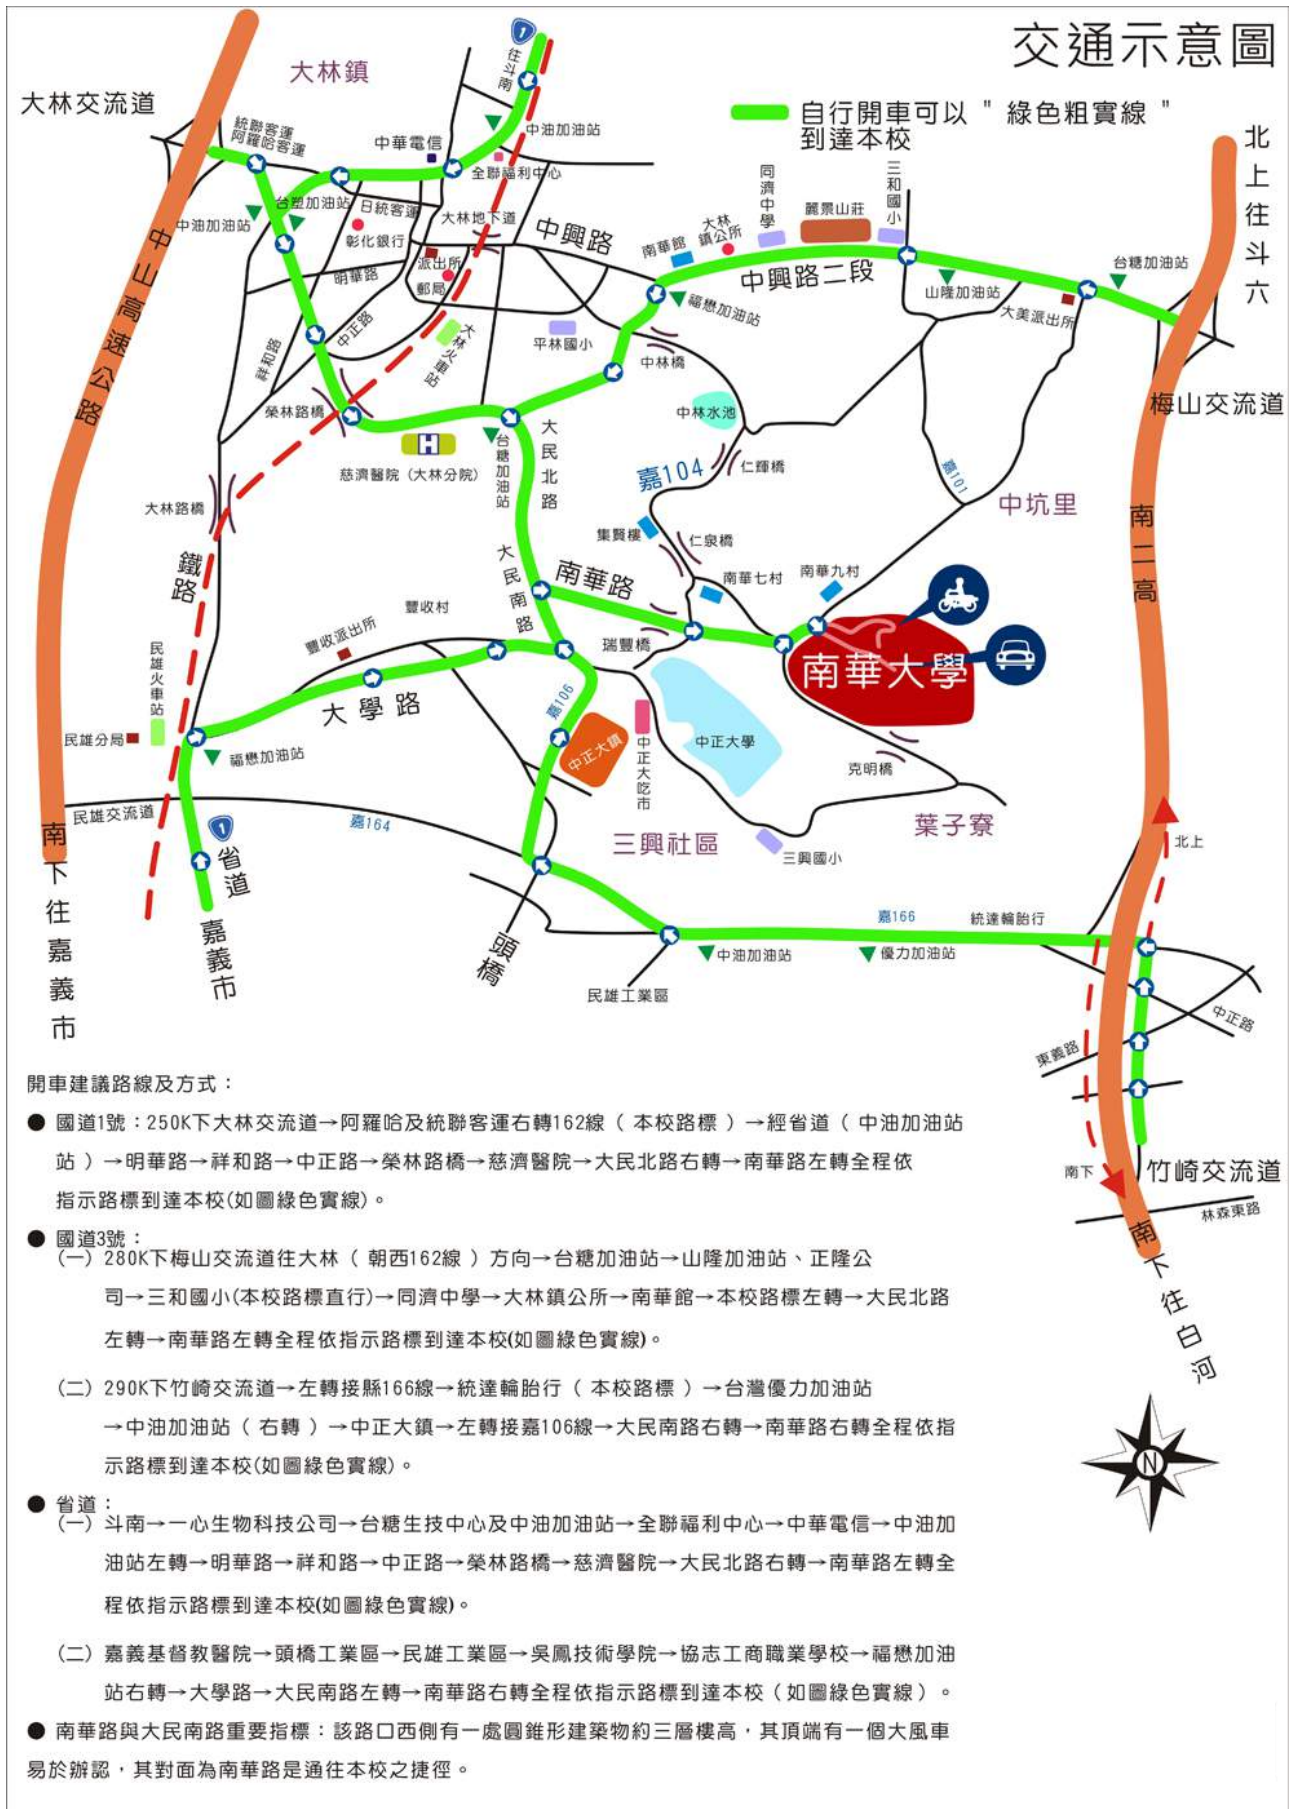 交通示意圖
自行開車可以 " 綠色粗實線 "
到達本校
1
往斗南
大林鎮
大林交流道
統聯客運
阿羅哈客運
中華電信
中油加油站
全聯福利中心
台塑加油站
日統客運
中油加油站
彰化銀行
大林地下道
中興路
派出所
郵局
明華路
中正路
祥和路
大林火車站
平林國小
南華館
大林
鎮公所
同濟中學
麗景山莊
三和國小
中興路二段
福懋加油站
山隆加油站
大美派出所
台糖加油站
北上往斗六
梅山交流道
中山高速公路
中林橋
中林水池
榮林路橋
H
慈濟醫院 (大林分院)
台糖加油站
大民北路
嘉104
仁輝橋
嘉101
中坑里
大林路橋
集賢樓
仁泉橋
南二高
鐵路
大民南路
南華路
南華七村
南華九村
豐收村
豐收派出所
瑞豐橋
南華大學
民雄火車站
大學路
嘉106
中正大鎮
中正大吃市
中正大學
民雄分局
福懋加油站
克明橋
民雄交流道
嘉164
三興社區
三興國小
葉子寮
北上
南下往嘉義市
1
省道
嘉義市
頭橋
嘉166
統達輪胎行
中油加油站
優力加油站
民雄工業區
中正路
東義路
南下
竹崎交流道
林森東路
南下往白河
N
開車建議路線及方式：
● 國道1號：250K下大林交流道→阿羅哈及統聯客運右轉162線（ 本校路標 ）→經省道（ 中油加油站
站 ）→明華路→祥和路→中正路→榮林路橋→慈濟醫院→大民北路右轉→南華路左轉全程依
指示路標到達本校(如圖綠色實線)。
● 國道3號：
(一) 280K下梅山交流道往大林（ 朝西162線 ）方向→台糖加油站→山隆加油站、正隆公
司→三和國小(本校路標直行)→同濟中學→大林鎮公所→南華館→本校路標左轉→大民北路
左轉→南華路左轉全程依指示路標到達本校(如圖綠色實線)。
(二) 290K下竹崎交流道→左轉接縣166線→統達輪胎行（ 本校路標 ）→台灣優力加油站
→中油加油站（ 右轉 ）→中正大鎮→左轉接嘉106線→大民南路右轉→南華路右轉全程依指
示路標到達本校(如圖綠色實線)。
● 省道：
(一) 斗南→一心生物科技公司→台糖生技中心及中油加油站→全聯福利中心→中華電信→中油加
油站左轉→明華路→祥和路→中正路→榮林路橋→慈濟醫院→大民北路右轉→南華路左轉全
程依指示路標到達本校(如圖綠色實線)。
(二) 嘉義基督教醫院→頭橋工業區→民雄工業區→吳鳳技術學院→協志工商職業學校→福懋加油
站右轉→大學路→大民南路左轉→南華路右轉全程依指示路標到達本校（如圖綠色實線）。
● 南華路與大民南路重要指標：該路口西側有一處圓錐形建築物約三層樓高，其頂端有一個大風車
易於辦認，其對面為南華路是通往本校之捷徑。